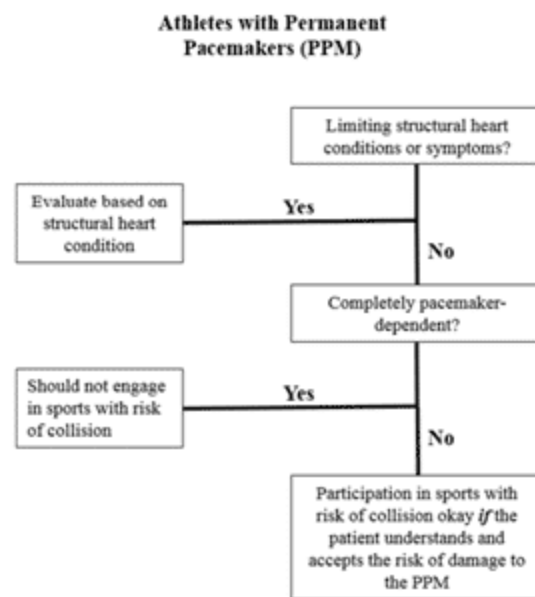 Athletes with Permanent
Pacemakers (PPM)
Limiting structural heart
conditions or symptoms?
Yes
Evaluate based on
structural heart
condition
No
Completely pacemaker-
dependent?
Yes
Should not engage
in sports with risk
of collision
No
Participation in sports with
risk of collision okay if the
patient understands and
accepts the risk of damage to
the PPM